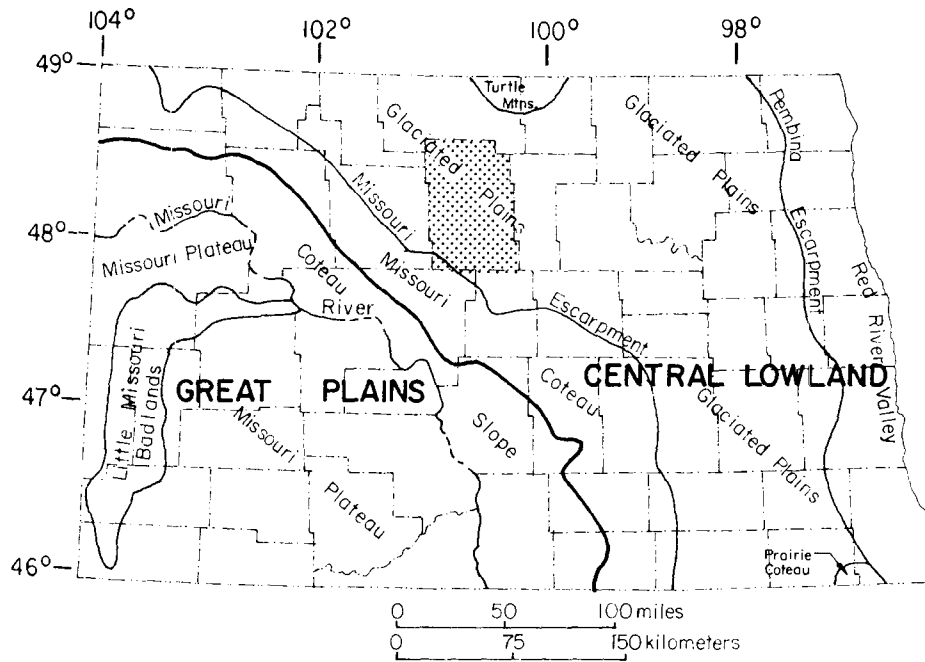 104° 102° 100° 98°
49°
48°
47°
46°
Turtle
Mtns.
Glaciated Plains
Glaciated Plains
Pembina Escarpment
Missouri Escarpment
Missouri Coteau
Missouri River
Missouri Plateau
Coteau Slope
Red River Valley
Little Missouri
Badlands
GREAT PLAINS
CENTRAL LOWLAND
Missouri Plateau
Glaciated Plains
Prairie
Coteau
0 50 100 miles
0 75 150 kilometers